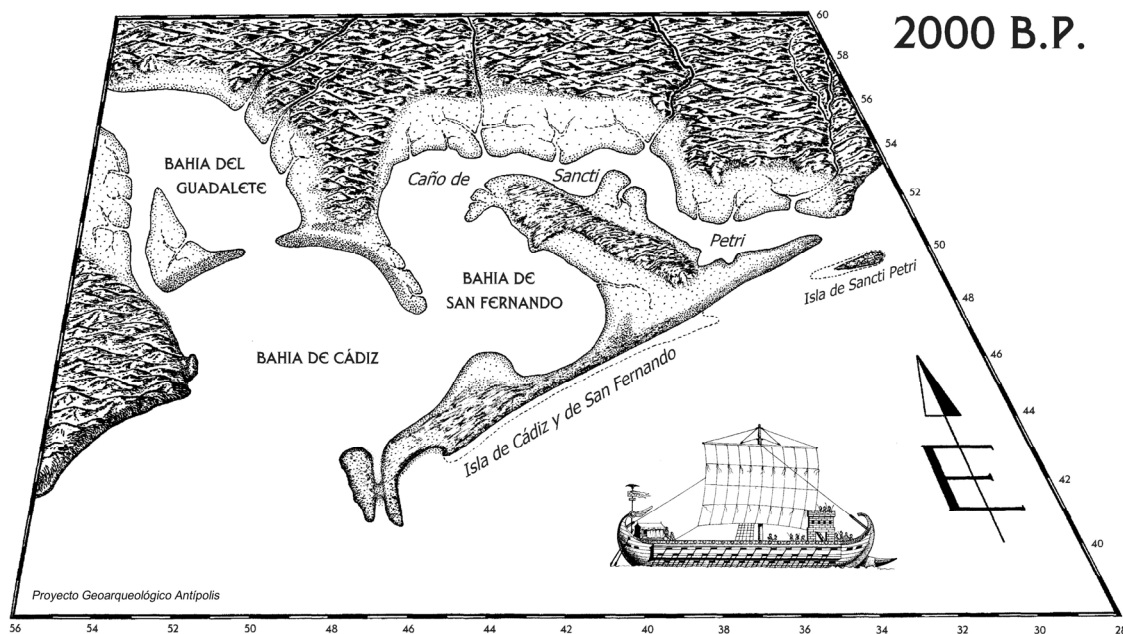 2000 B.P.
60
58
56
54
52
50
48
46
44
42
40
BAHIA DEL
GUADALETE
Caño de
Sancti
Petri
BAHIA DE
SAN FERNANDO
Isla de Sancti Petri
BAHIA DE CÁDIZ
Isla de Cádiz y de San Fernando
E
Proyecto Geoarqueológico Antípolis
56 54 52 50 48 46 44 42 40 38 36 34 32 30 28